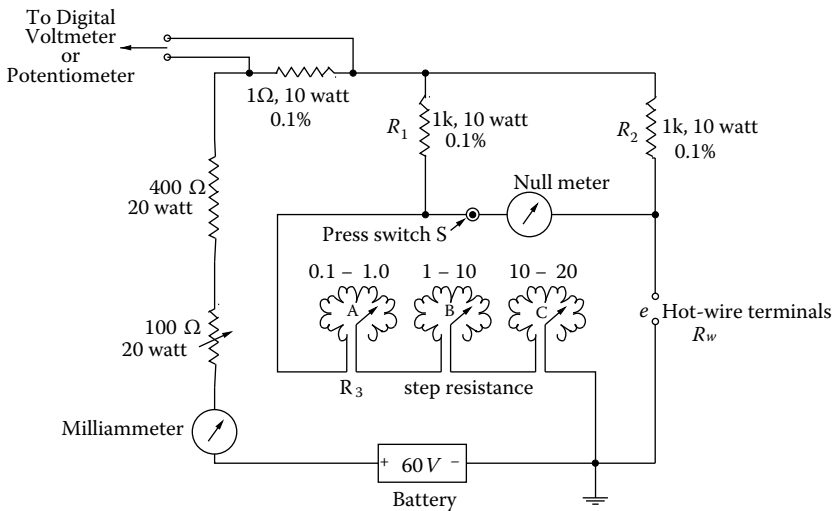 To Digital
Voltmeter
or
Potentiometer
1Ω, 10 watt
0.1%
R1
1k, 10 watt
0.1%
R2
1k, 10 watt
0.1%
400 Ω
20 watt
Null meter
Press switch S
0.1 – 1.0
1 – 10
10 – 20
A
B
C
e
Hot-wire terminals
Rw
100 Ω
20 watt
R3
step resistance
Milliammeter
+ 60V −
Battery